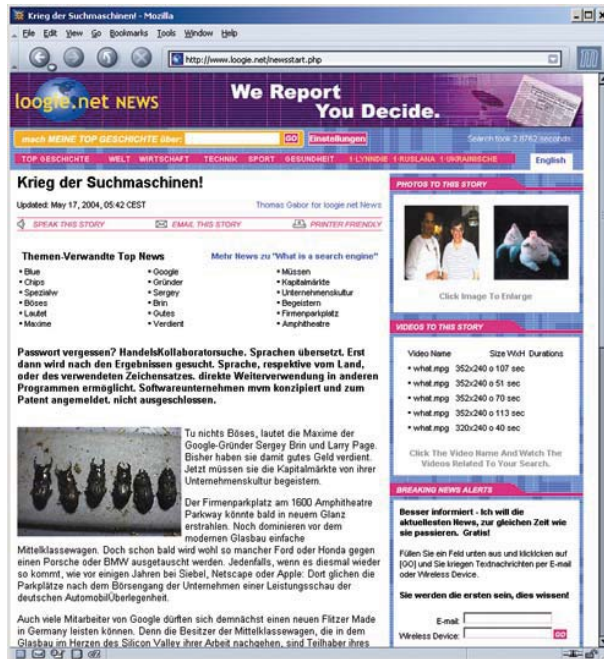 Krieg der Suchmaschinen! - Mozilla
File Edit View Go Bookmarks Tools Window Help
http://www.loogie.net/newsstart.php
loogie.net NEWS
We Report
You Decide.
mach MEINE TOP GESCHICHTE über: GO Einstellungen
Search took 2.8762 seconds
TOP GESCHICHTE WELT WIRTSCHAFT TECHNIK SPORT GESUNDHEIT 1-LYNNDIE 1-RUSLANA 1-UKRAINISCHE English
Krieg der Suchmaschinen!
Updated: May 17, 2004, 05:42 CEST
Thomas Gabor for loogie.net News
SPEAK THIS STORY EMAIL THIS STORY PRINTER FRIENDLY
Themen-Verwandte Top News
Mehr News zu "What is a search engine"
• Blue • Google • Müssen
• Chips • Gründer • Kapitalmärkte
• Spezialw • Sergey • Unternehmenskultur
• Böses • Brin • Begeistern
• Lautet • Gutes • Firmenparkplatz
• Maxime • Verdient • Amphitheatre
Passwort vergessen? HandelsKollaboratorsuche. Sprachen übersetzt. Erst
dann wird nach den Ergebnissen gesucht. Sprache, respektive vom Land,
oder des verwendeten Zeichensatzes. direkte Weiterverwendung in anderen
Programmen ermöglicht. Softwareunternehmen mvm konzipiert und zum
Patent angemeldet. nicht ausgeschlossen.
Tu nichts Böses, lautet die Maxime der
Google-Gründer Sergey Brin und Larry Page.
Bisher haben sie damit gutes Geld verdient.
Jetzt müssen sie die Kapitalmärkte von ihrer
Unternehmenskultur begeistern.
Der Firmenparkplatz am 1600 Amphitheatre
Parkway könnte bald in neuem Glanz
erstrahlen. Noch dominieren vor dem
modernen Glasbau einfache
Mittelklassewagen. Doch schon bald wird wohl so mancher Ford oder Honda gegen
einen Porsche oder BMW ausgetauscht werden. Jedenfalls, wenn es diesmal wieder
so kommt, wie vor einigen Jahren bei Siebel, Netscape oder Apple: Dort glichen die
Parkplätze nach dem Börsengang der Unternehmen einer Leistungsschau der
deutschen AutomobilÜberlegenheit.
Auch viele Mitarbeiter von Google dürften sich demnächst einen neuen Flitzer Made
in Germany leisten können. Denn die Besitzer der Mittelklassewagen, die in dem
Glasbau im Herzen des Silicon Valley ihrer Arbeit nachgehen, sind Teilhaber ihres
PHOTOS TO THIS STORY
Click Image To Enlarge
VIDEOS TO THIS STORY
Video Name Size WxH Durations
• what.mpg 352x240 o 107 sec
• what.mpg 352x240 o 51 sec
• what.mpg 352x240 o 70 sec
• what.mpg 352x240 o 113 sec
• what.mpg 320x240 o 40 sec
Click The Video Name And Watch The
Videos Related To Your Search.
BREAKING NEWS ALERTS
Besser informiert - Ich will die
aktuellesten News, zur gleichen Zeit wie
sie passieren. Gratis!
Füllen Sie ein Feld unten aus und klicklcken auf
[GO] und Sie kriegen Textnachrichten per E-mail
oder Wireless Device.
Sie werden die ersten sein, dies wissen!
E-mail:
Wireless Device: GO